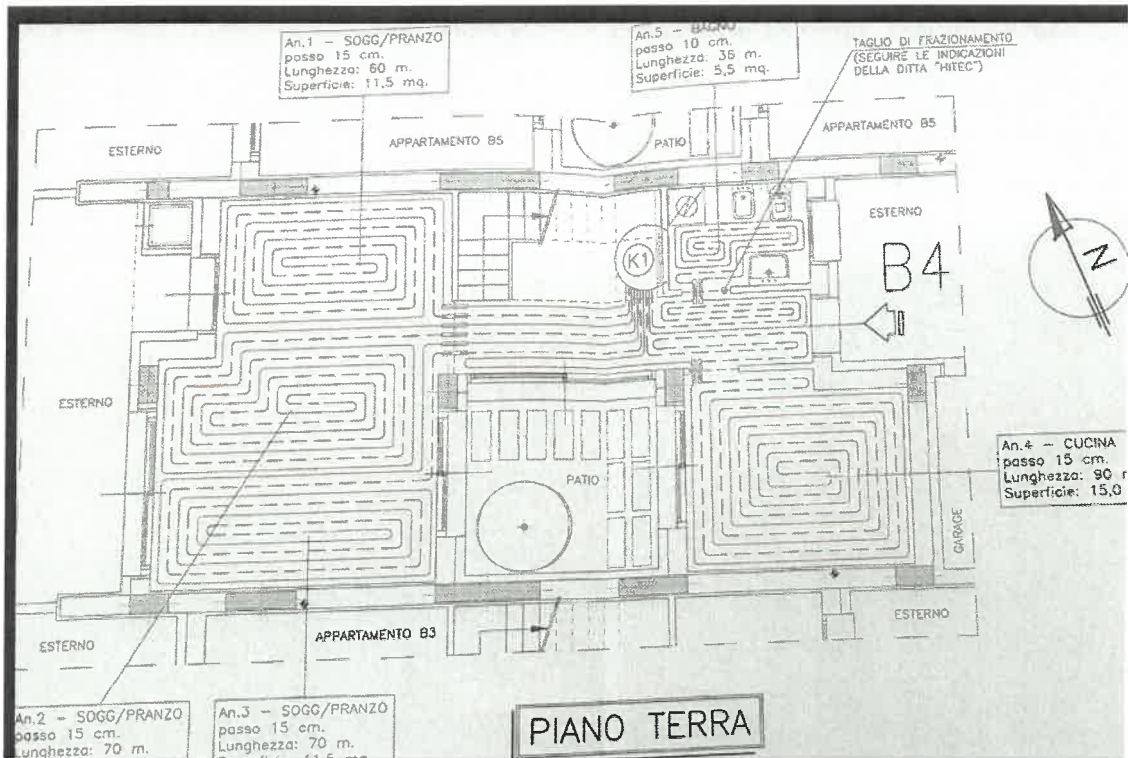 An.1 - SOGG/PRANZO
passo 15 cm.
Lunghezza: 60 m.
Superficie: 11,5 mq.
An.5 - BAGNO
passo 10 cm.
Lunghezza: 36 m.
Superficie: 5,5 mq.
TAGLIO DI FRAZIONAMENTO
(SEGUIRE LE INDICAZIONI
DELLA DITTA "HITEC")
ESTERNO
APPARTAMENTO B5
PATIO
APPARTAMENTO B5
ESTERNO
B4
N
K1
ESTERNO
PATIO
An.4 - CUCINA
passo 15 cm.
Lunghezza: 90
Superficie: 15,0
GARAGE
ESTERNO
APPARTAMENTO B3
ESTERNO
An.2 - SOGG/PRANZO
passo 15 cm.
Lunghezza: 70 m.
An.3 - SOGG/PRANZO
passo 15 cm.
Lunghezza: 70 m.
PIANO TERRA